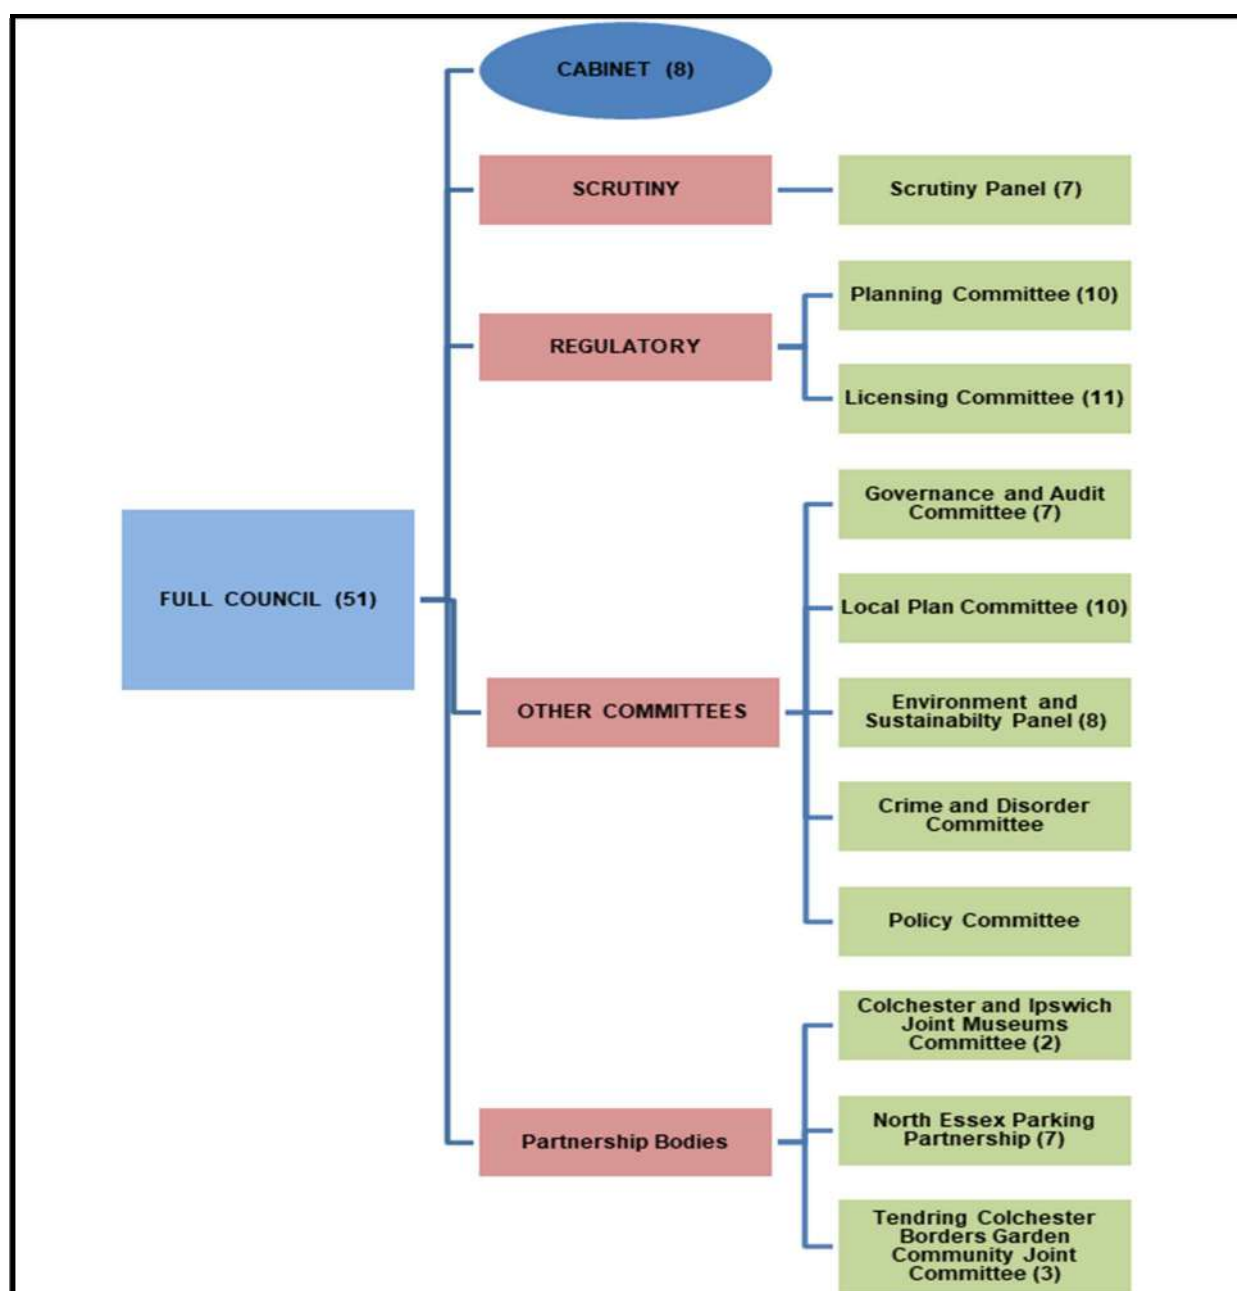 CABINET (8)
SCRUTINY
Scrutiny Panel (7)
Planning Committee (10)
REGULATORY
Licensing Committee (11)
Governance and Audit
Committee (7)
FULL COUNCIL (51)
Local Plan Committee (10)
OTHER COMMITTEES
Environment and
Sustainabilty Panel (8)
Crime and Disorder
Committee
Policy Committee
Colchester and Ipswich
Joint Museums
Committee (2)
Partnership Bodies
North Essex Parking
Partnership (7)
Tendring Colchester
Borders Garden
Community Joint
Committee (3)